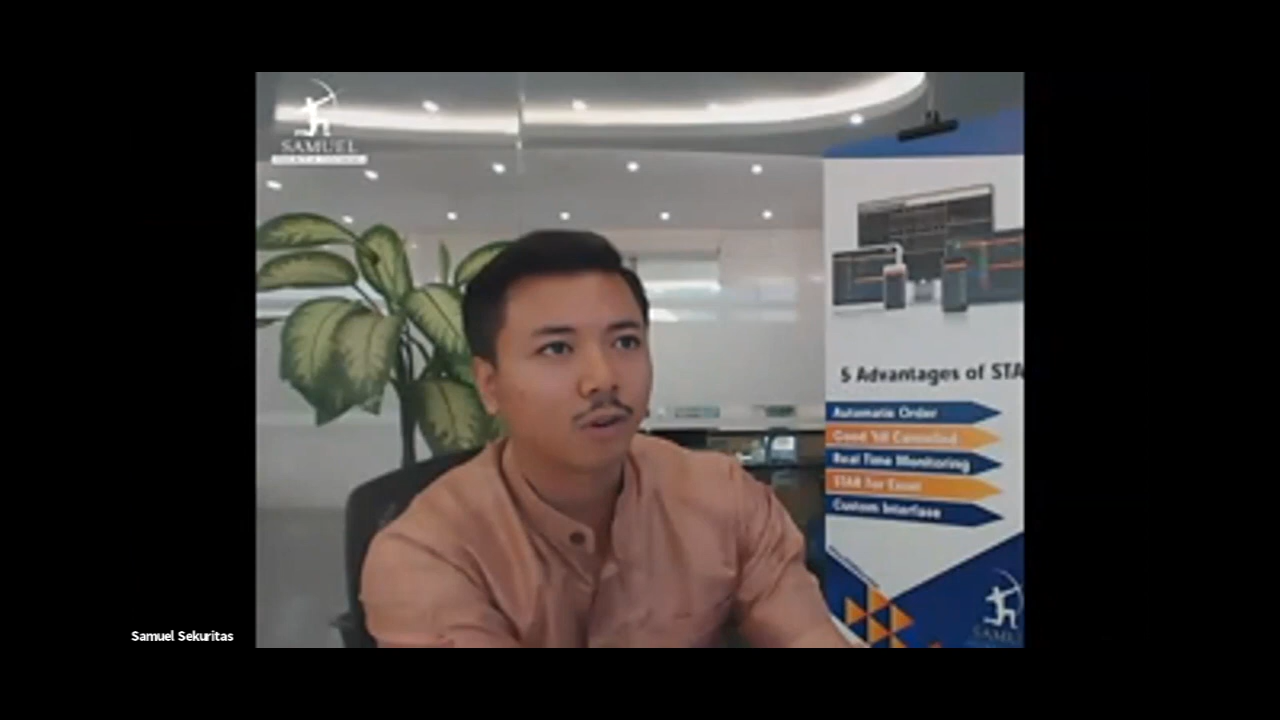 SAMUEL
5 Advantages of STA
Automatic Order
Good 'till Cancelled
Real Time Monitoring
STAR For Excel
Custom Interface
SAMU
Samuel Sekuritas